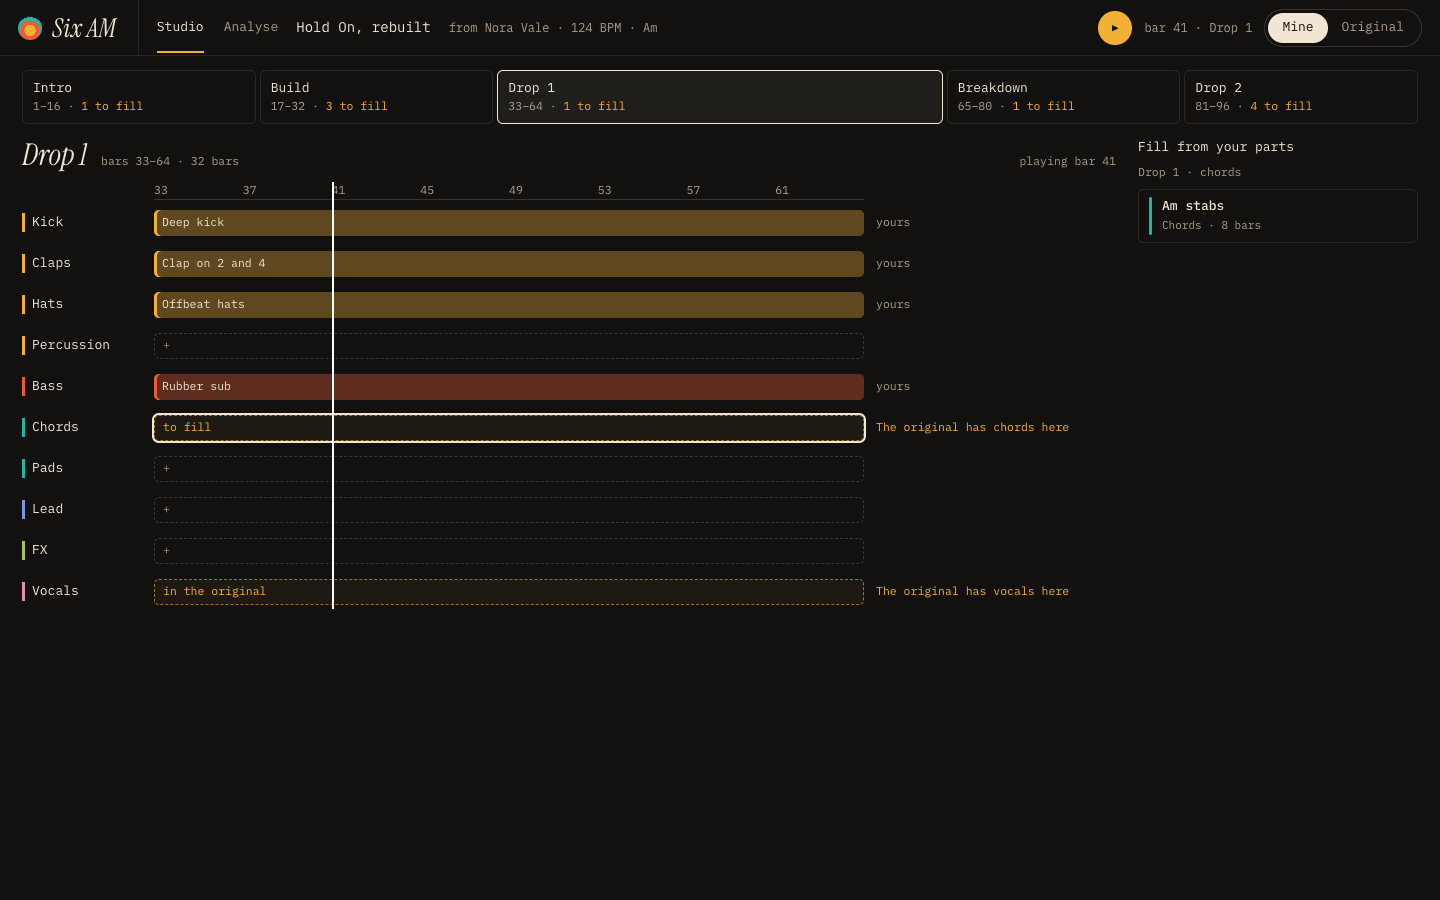 Six AM
Studio Analyse Hold On, rebuilt from Nora Vale · 124 BPM · Am
bar 41 · Drop 1 Mine Original
Intro
1–16 · 1 to fill
Build
17–32 · 3 to fill
Drop 1
33–64 · 1 to fill
Breakdown
65–80 · 1 to fill
Drop 2
81–96 · 4 to fill
Drop 1 bars 33–64 · 32 bars playing bar 41
33 37 41 45 49 53 57 61
Kick Deep kick yours
Claps Clap on 2 and 4 yours
Hats Offbeat hats yours
Percussion +
Bass Rubber sub yours
Chords to fill The original has chords here
Pads +
Lead +
FX +
Vocals in the original The original has vocals here
Fill from your parts
Drop 1 · chords
Am stabs
Chords · 8 bars